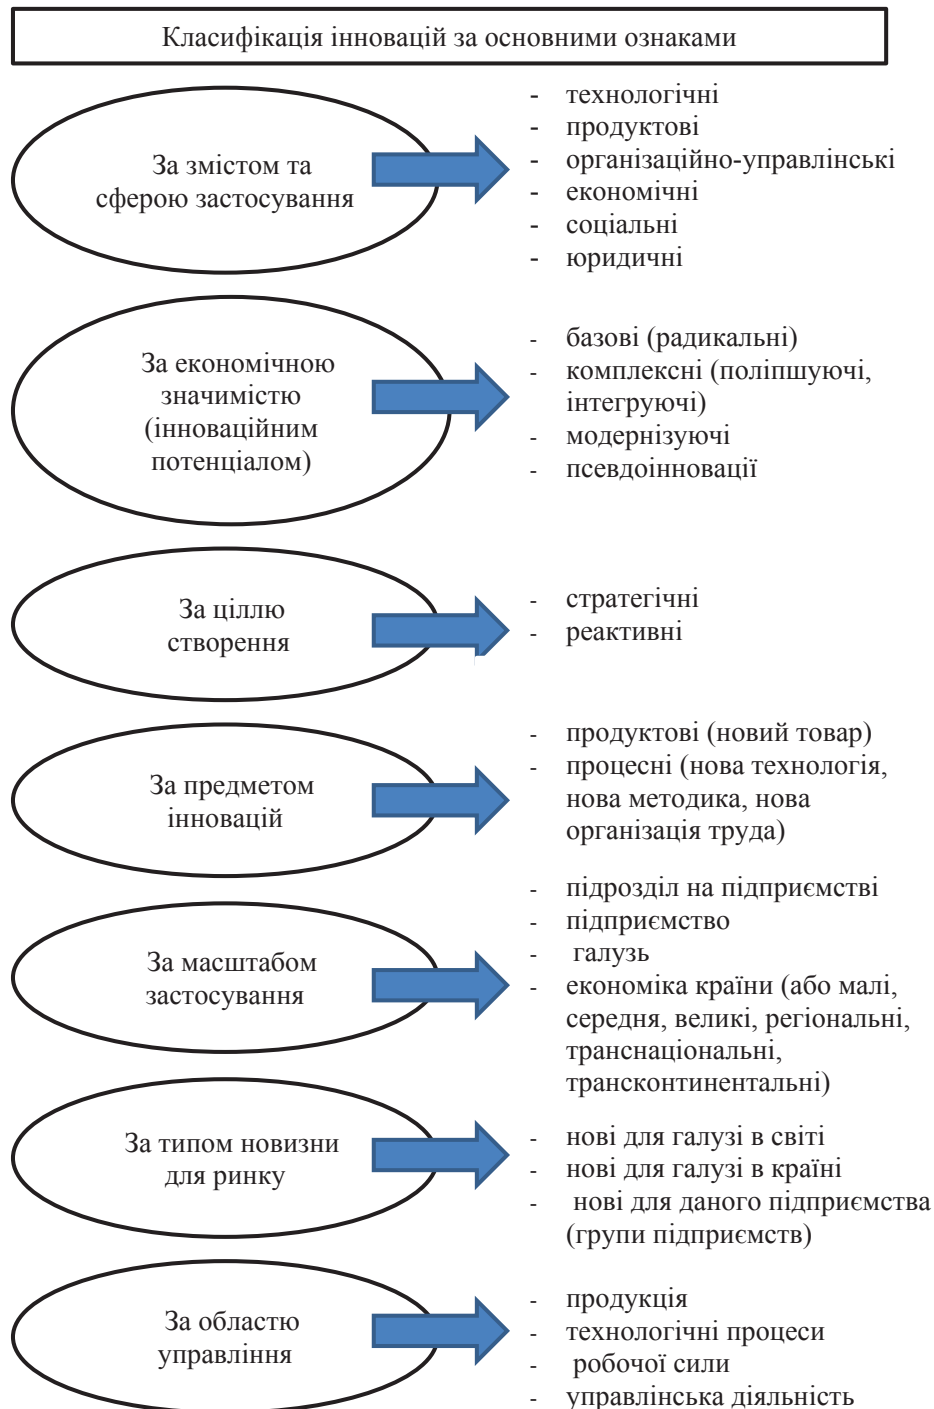 Класифікація інновацій за основними ознаками
За змістом та
сферою застосування
- технологічні
- продуктові
- організаційно-управлінські
- економічні
- соціальні
- юридичні
За економічною
значимістю
(інноваційним
потенціалом)
- базові (радикальні)
- комплексні (поліпшуючі,
інтегруючі)
- модернізуючі
- псевдоінновації
За ціллю
створення
- стратегічні
- реактивні
За предметом
інновацій
- продуктові (новий товар)
- процесні (нова технологія,
нова методика, нова
організація труда)
За масштабом
застосування
- підрозділ на підприємстві
- підприємство
- галузь
- економіка країни (або малі,
середня, великі, регіональні,
транснаціональні,
трансконтинентальні)
За типом новизни
для ринку
- нові для галузі в світі
- нові для галузі в країні
- нові для даного підприємства
(групи підприємств)
За областю
управління
- продукція
- технологічні процеси
- робочої сили
- управлінська діяльність